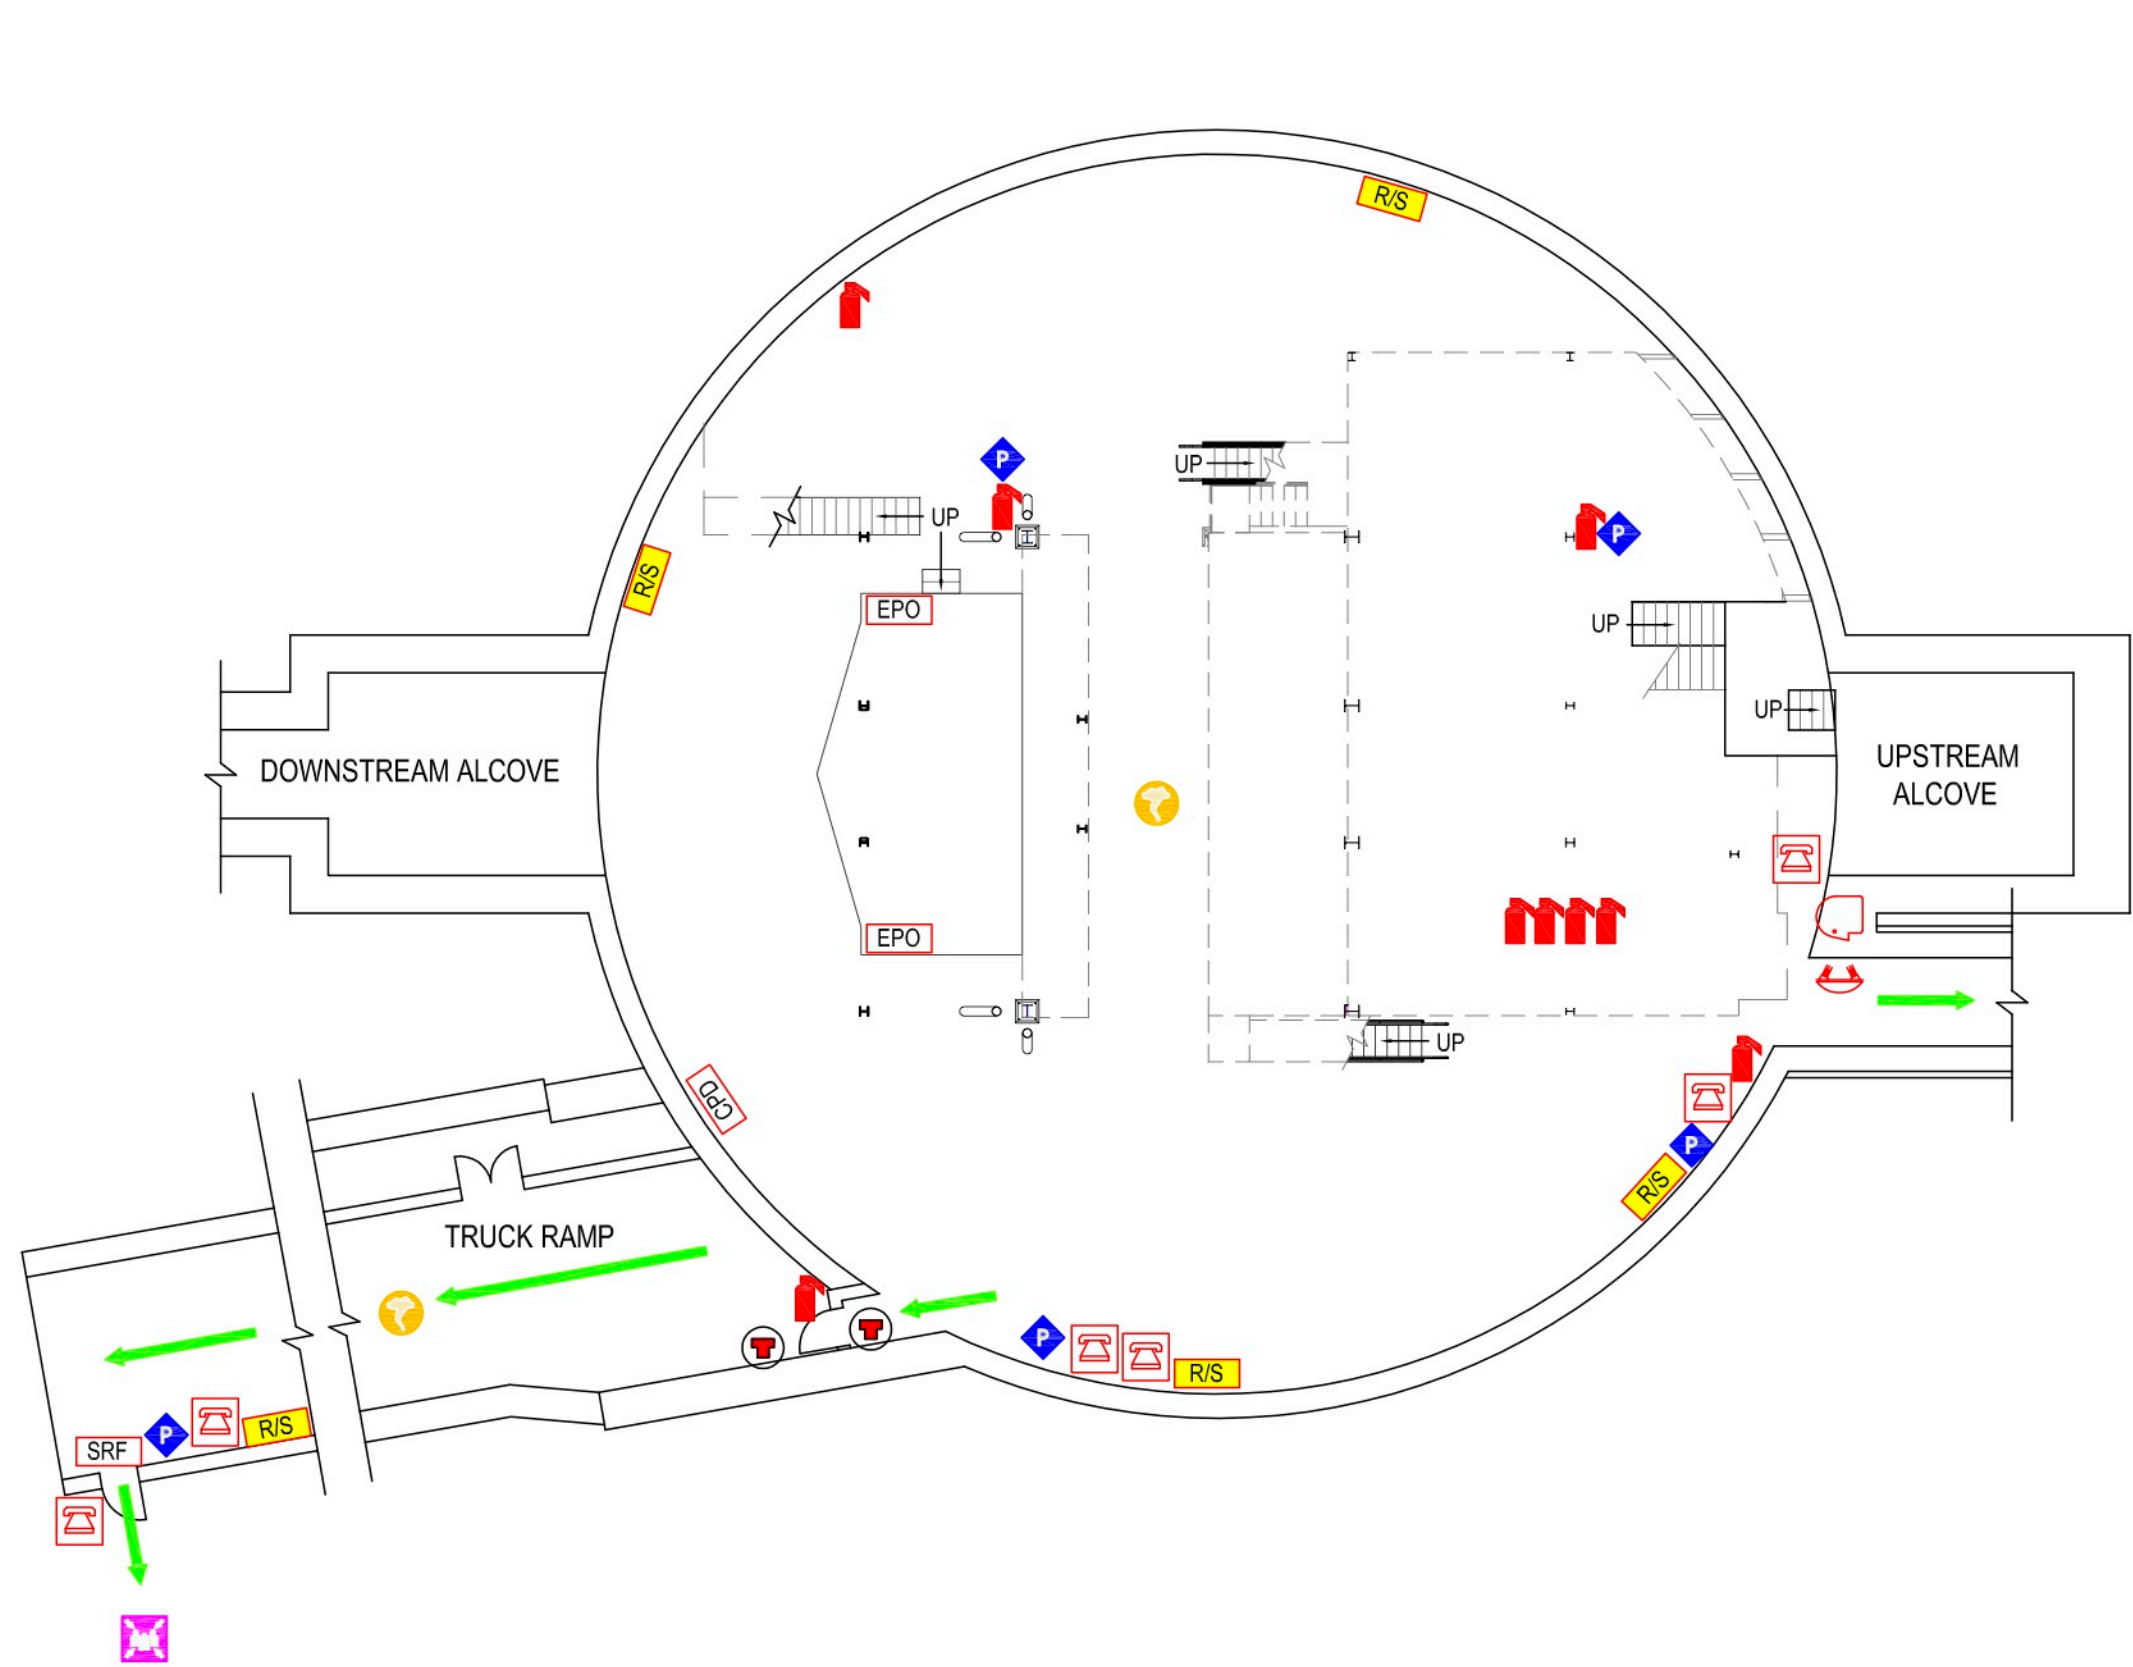 R/S
P
UP
UP
P
R/S
EPO
UP
UP
DOWNSTREAM ALCOVE
UPSTREAM
ALCOVE
EPO
UP
CPD
P
R/S
TRUCK RAMP
T
T
P
R/S
R/S
P
SRF